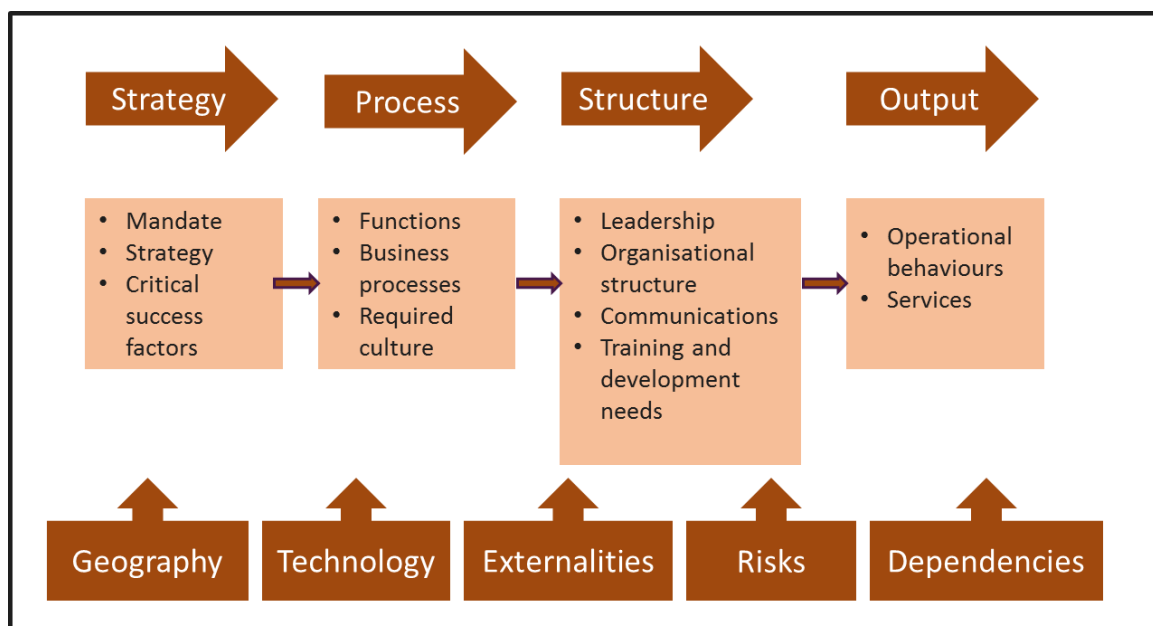 Strategy
Process
Structure
Output
• Mandate
• Strategy
• Critical
success
factors
• Functions
• Business
processes
• Required
culture
• Leadership
• Organisational
structure
• Communications
• Training and
development
needs
• Operational
behaviours
• Services
Geography
Technology
Externalities
Risks
Dependencies